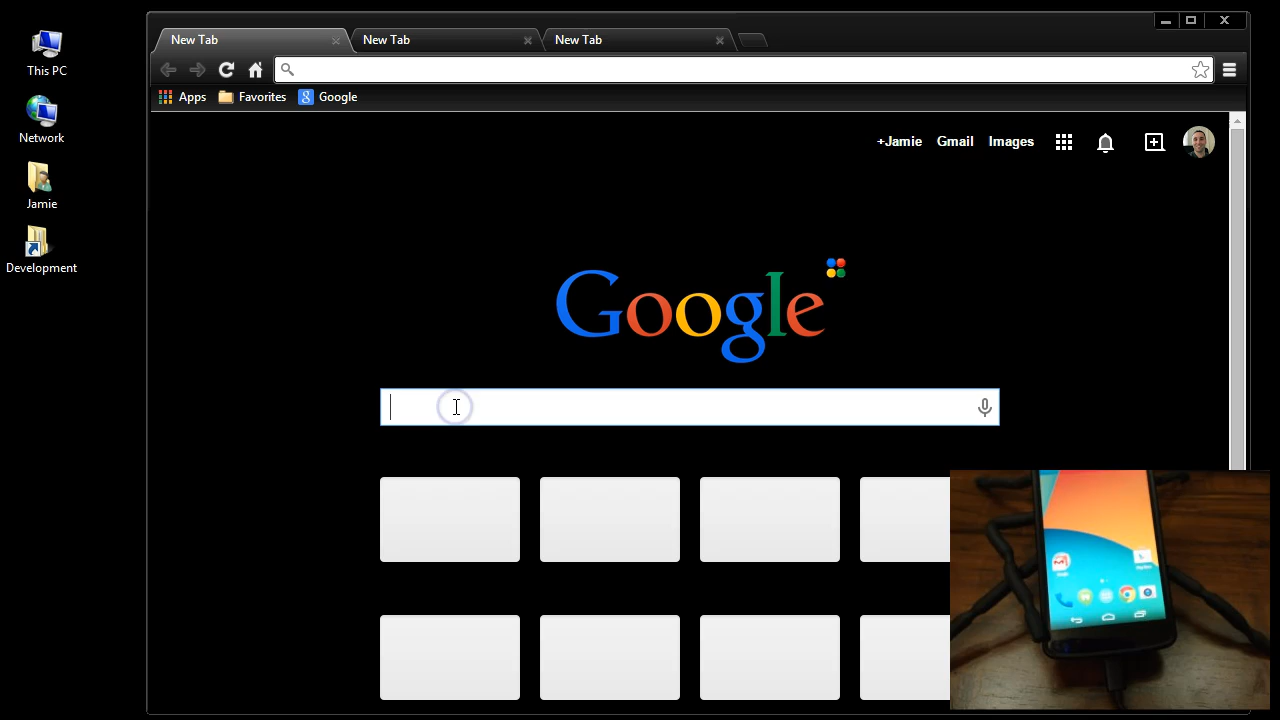 This PC
Network
Jamie
Development
New Tab
New Tab
New Tab
Apps
Favorites
Google
+Jamie
Gmail
Images
Google